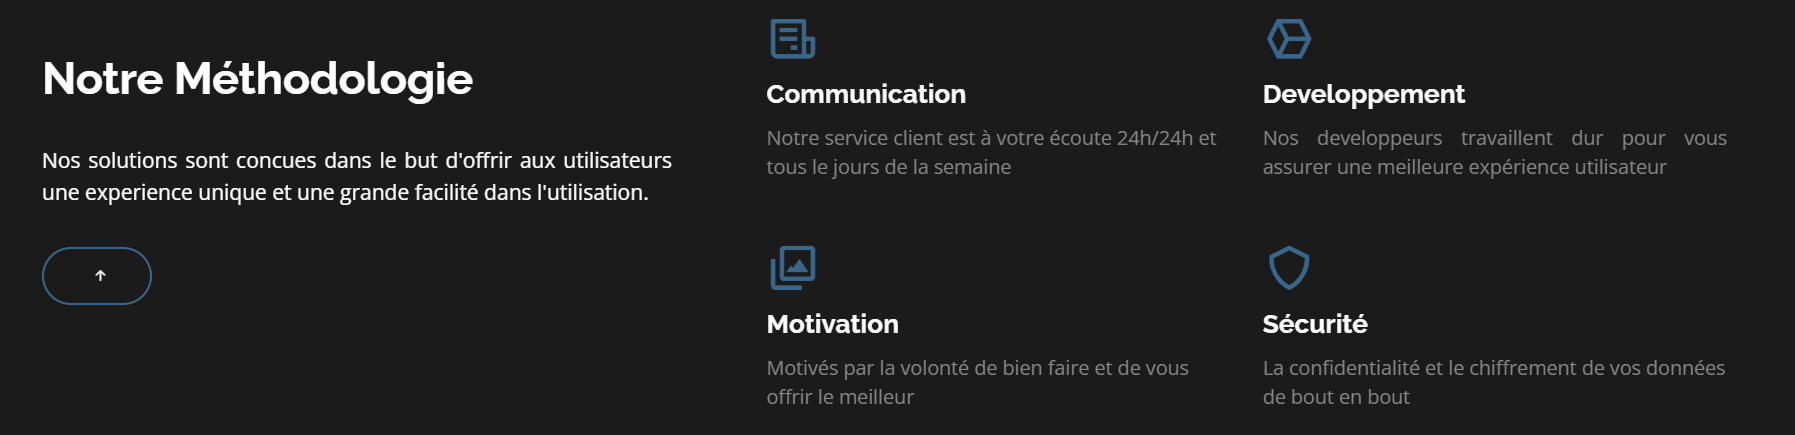 Notre Méthodologie
Nos solutions sont concues dans le but d'offrir aux utilisateurs
une experience unique et une grande facilité dans l'utilisation.
↑
Communication
Notre service client est à votre écoute 24h/24h et
tous le jours de la semaine
Developpement
Nos developpeurs travaillent dur pour vous
assurer une meilleure expérience utilisateur
Motivation
Motivés par la volonté de bien faire et de vous
offrir le meilleur
Sécurité
La confidentialité et le chiffrement de vos données
de bout en bout